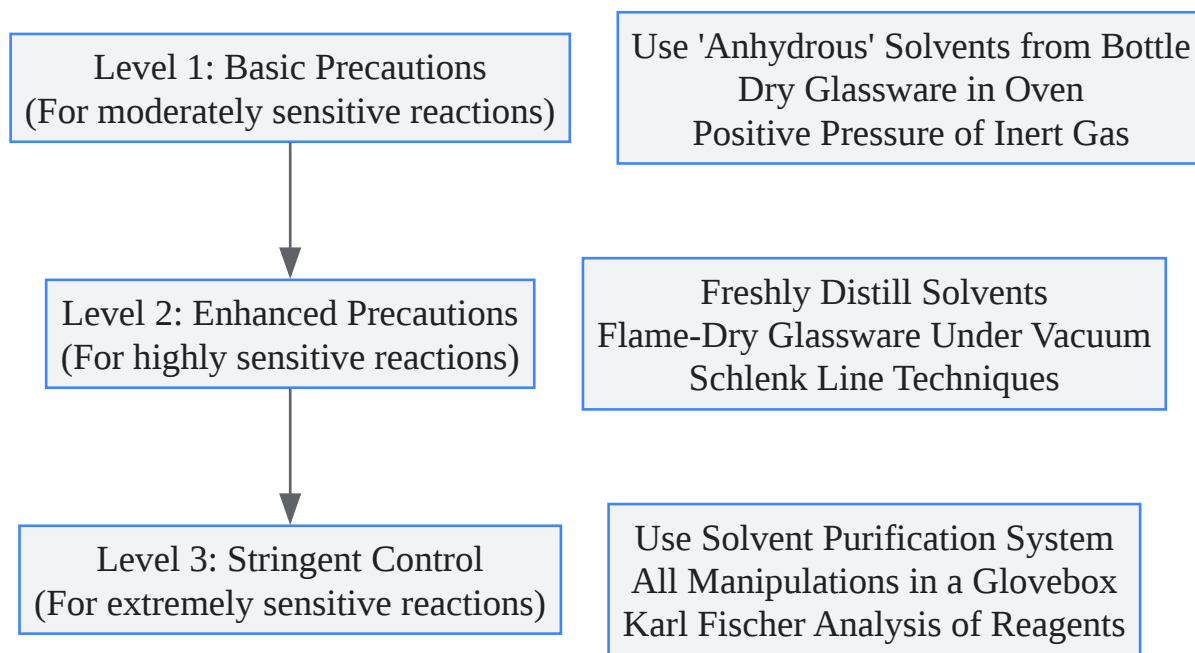 Level 1: Basic Precautions
(For moderately sensitive reactions)
Use 'Anhydrous' Solvents from Bottle
Dry Glassware in Oven
Positive Pressure of Inert Gas
Level 2: Enhanced Precautions
(For highly sensitive reactions)
Freshly Distill Solvents
Flame-Dry Glassware Under Vacuum
Schlenk Line Techniques
Level 3: Stringent Control
(For extremely sensitive reactions)
Use Solvent Purification System
All Manipulations in a Glovebox
Karl Fischer Analysis of Reagents